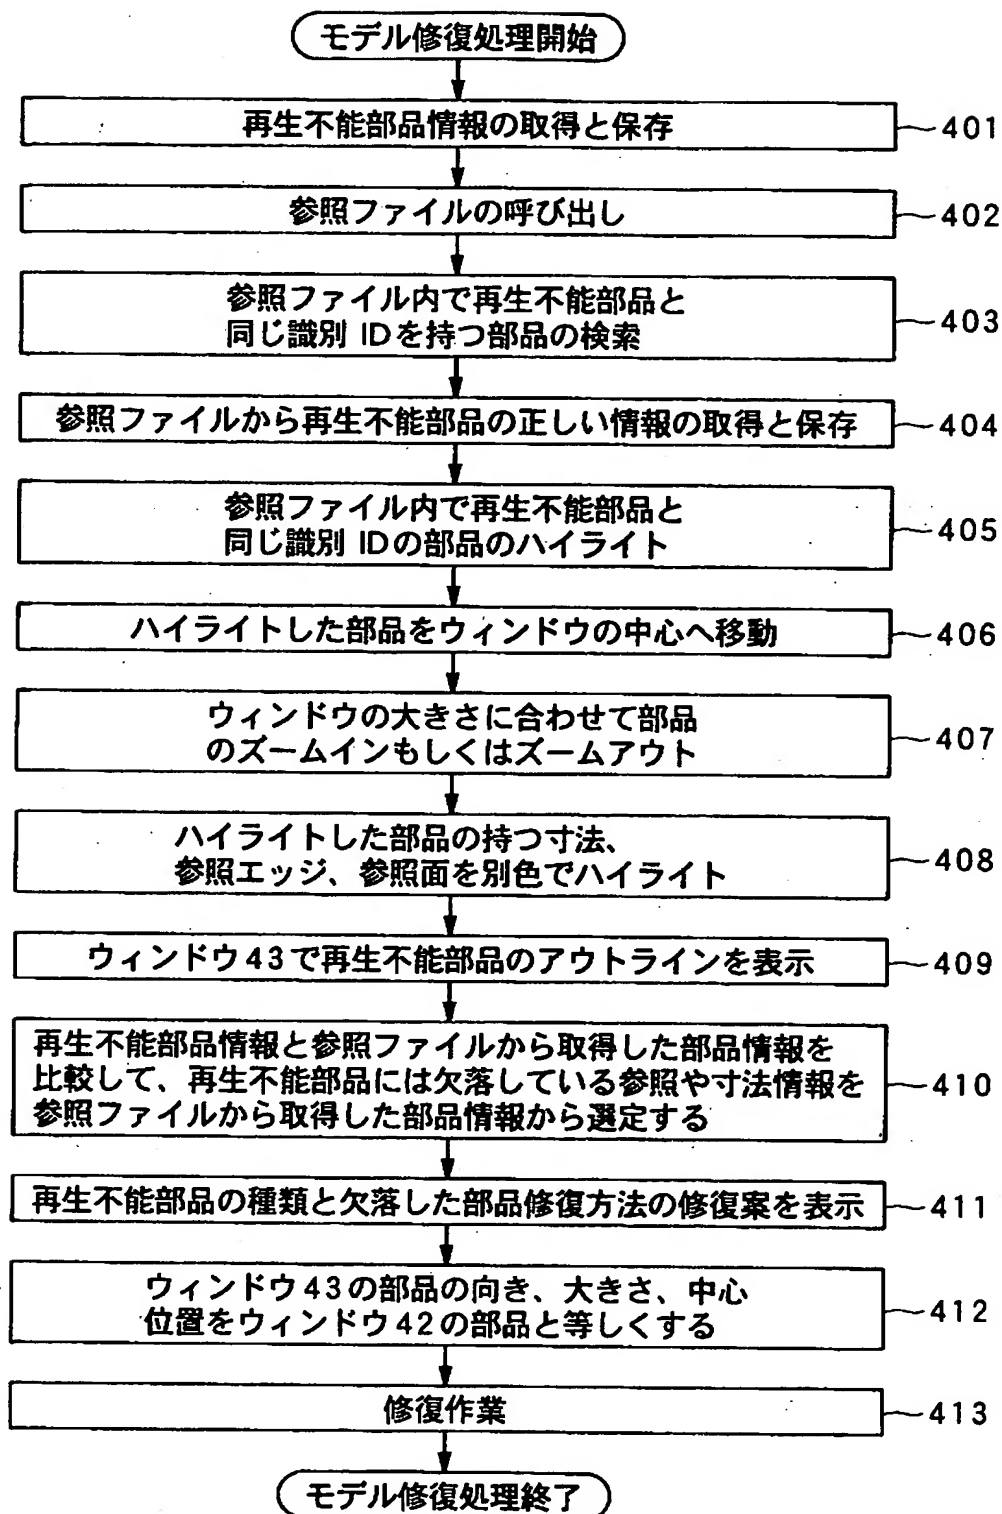 モデル修復処理開始
再生不能部品情報の取得と保存
401
参照ファイルの呼び出し
402
参照ファイル内で再生不能部品と
同じ識別 IDを持つ部品の検索
403
参照ファイルから再生不能部品の正しい情報の取得と保存
404
参照ファイル内で再生不能部品と
同じ識別 IDの部品のハイライト
405
ハイライトした部品をウィンドウの中心へ移動
406
ウィンドウの大きさに合わせて部品
のズームインもしくはズームアウト
407
ハイライトした部品の持つ寸法、
参照エッジ、参照面を別色でハイライト
408
ウィンドウ43で再生不能部品のアウトラインを表示
409
再生不能部品情報と参照ファイルから取得した部品情報を
比較して、再生不能部品には欠落している参照や寸法情報を
参照ファイルから取得した部品情報から選定する
410
再生不能部品の種類と欠落した部品修復方法の修復案を表示
411
ウィンドウ43の部品の向き、大きさ、中心
位置をウィンドウ42の部品と等しくする
412
修復作業
413
モデル修復処理終了